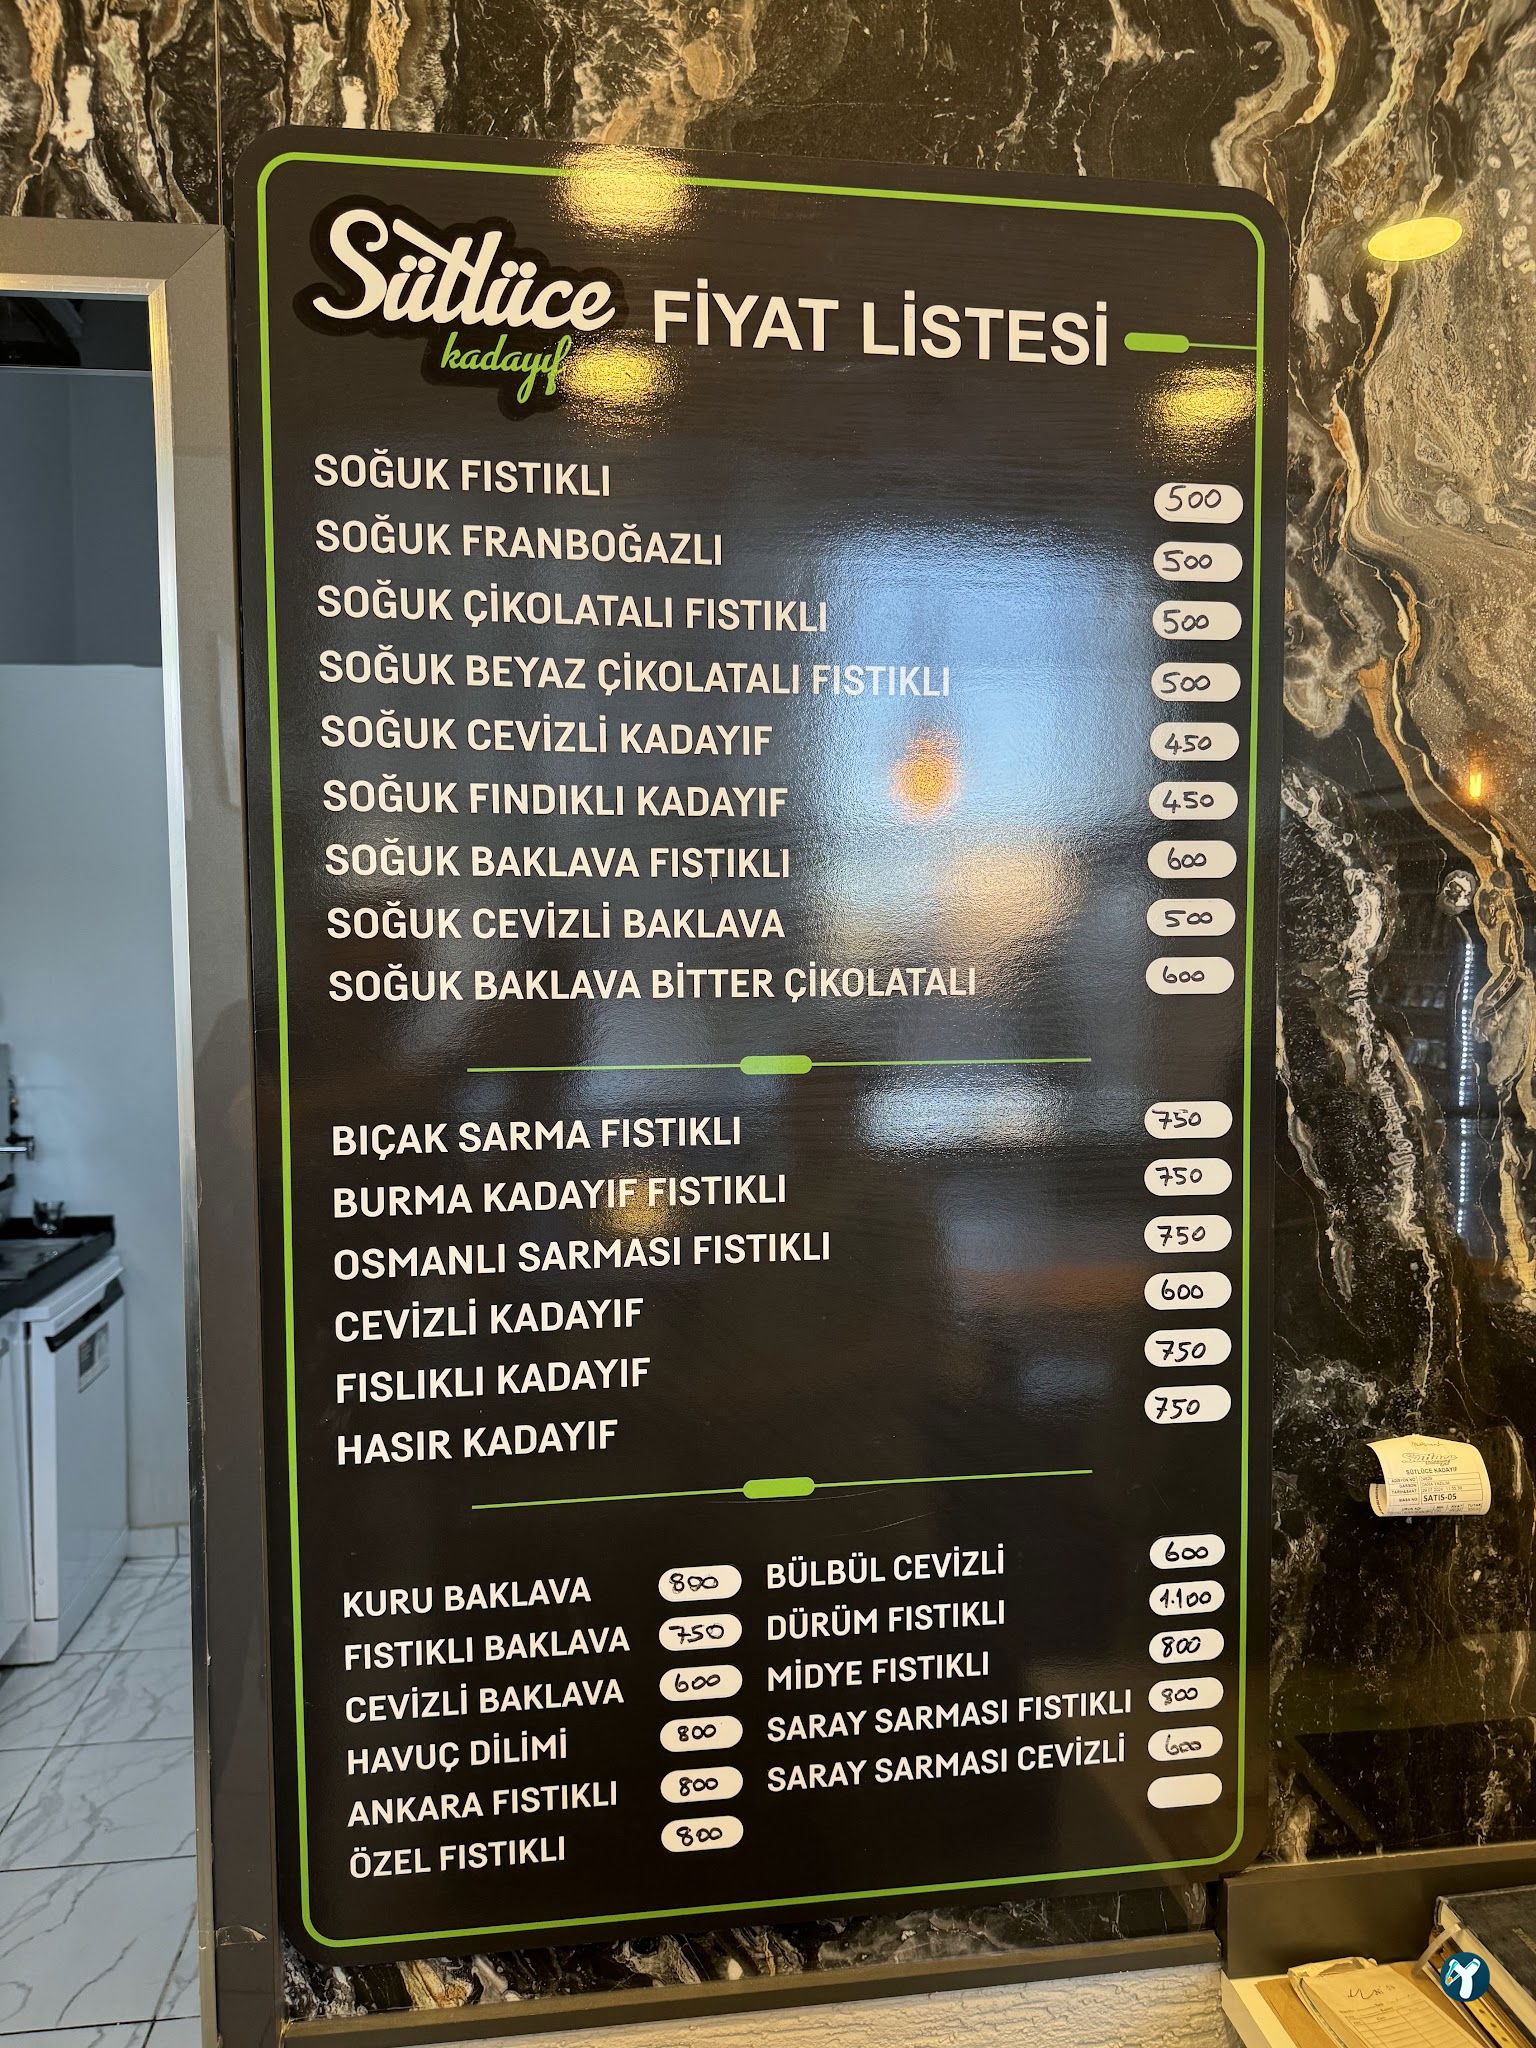 Sütlüce
kadayıf
FİYAT LİSTESİ
SOĞUK FISTIKLI 500
SOĞUK FRANBOĞAZLI 500
SOĞUK ÇİKOLATALI FISTIKLI 500
SOĞUK BEYAZ ÇİKOLATALI FISTIKLI 500
SOĞUK CEVİZLİ KADAYIF 450
SOĞUK FINDIKLI KADAYIF 450
SOĞUK BAKLAVA FISTIKLI 600
SOĞUK CEVİZLİ BAKLAVA 500
SOĞUK BAKLAVA BİTTER ÇİKOLATALI 600
BIÇAK SARMA FISTIKLI 750
BURMA KADAYIF FISTIKLI 750
OSMANLI SARMASI FISTIKLI 750
CEVİZLİ KADAYIF 600
FISLIKLI KADAYIF 750
HASIR KADAYIF 750
KURU BAKLAVA 800
FISTIKLI BAKLAVA 750
CEVİZLİ BAKLAVA 600
HAVUÇ DİLİMİ 800
ANKARA FISTIKLI 800
ÖZEL FISTIKLI 800
BÜLBÜL CEVİZLİ 600
DÜRÜM FISTIKLI 1.100
MİDYE FISTIKLI 800
SARAY SARMASI FISTIKLI 800
SARAY SARMASI CEVİZLİ 600
SÜTLÜCE KADAYIF
SATIS-05